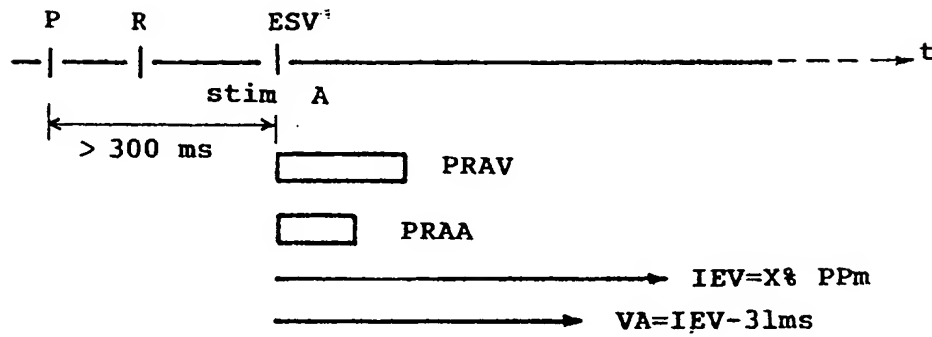 P R ESV
t
stim A
> 300 ms
PRAV
PRAA
IEV=X% PPm
VA=IEV-31ms